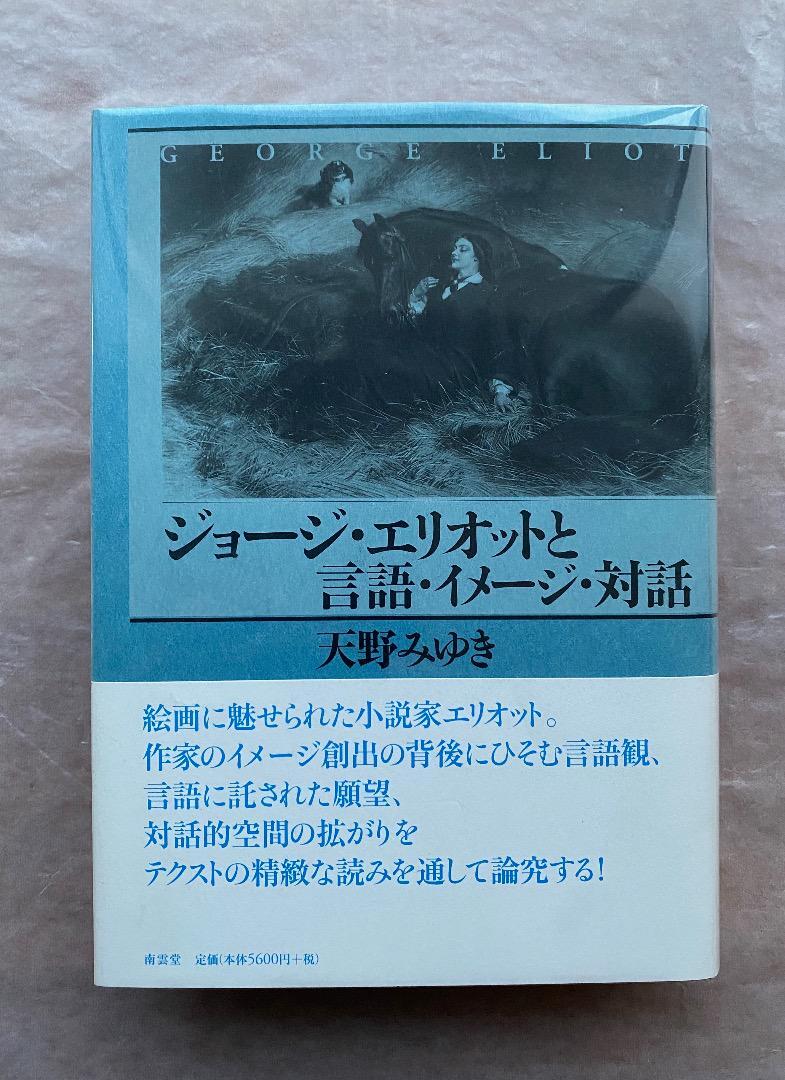 GEORGE ELIOT
ジョージ・エリオットと
言語・イメージ・対話
天野みゆき
絵画に魅せられた小説家エリオット。
作家のイメージ創出の背後にひそむ言語観、
言語に託された願望、
対話的空間の拡がりを
テクストの精緻な読みを通して論究する!
南雲堂 定価(本体5600円+税)